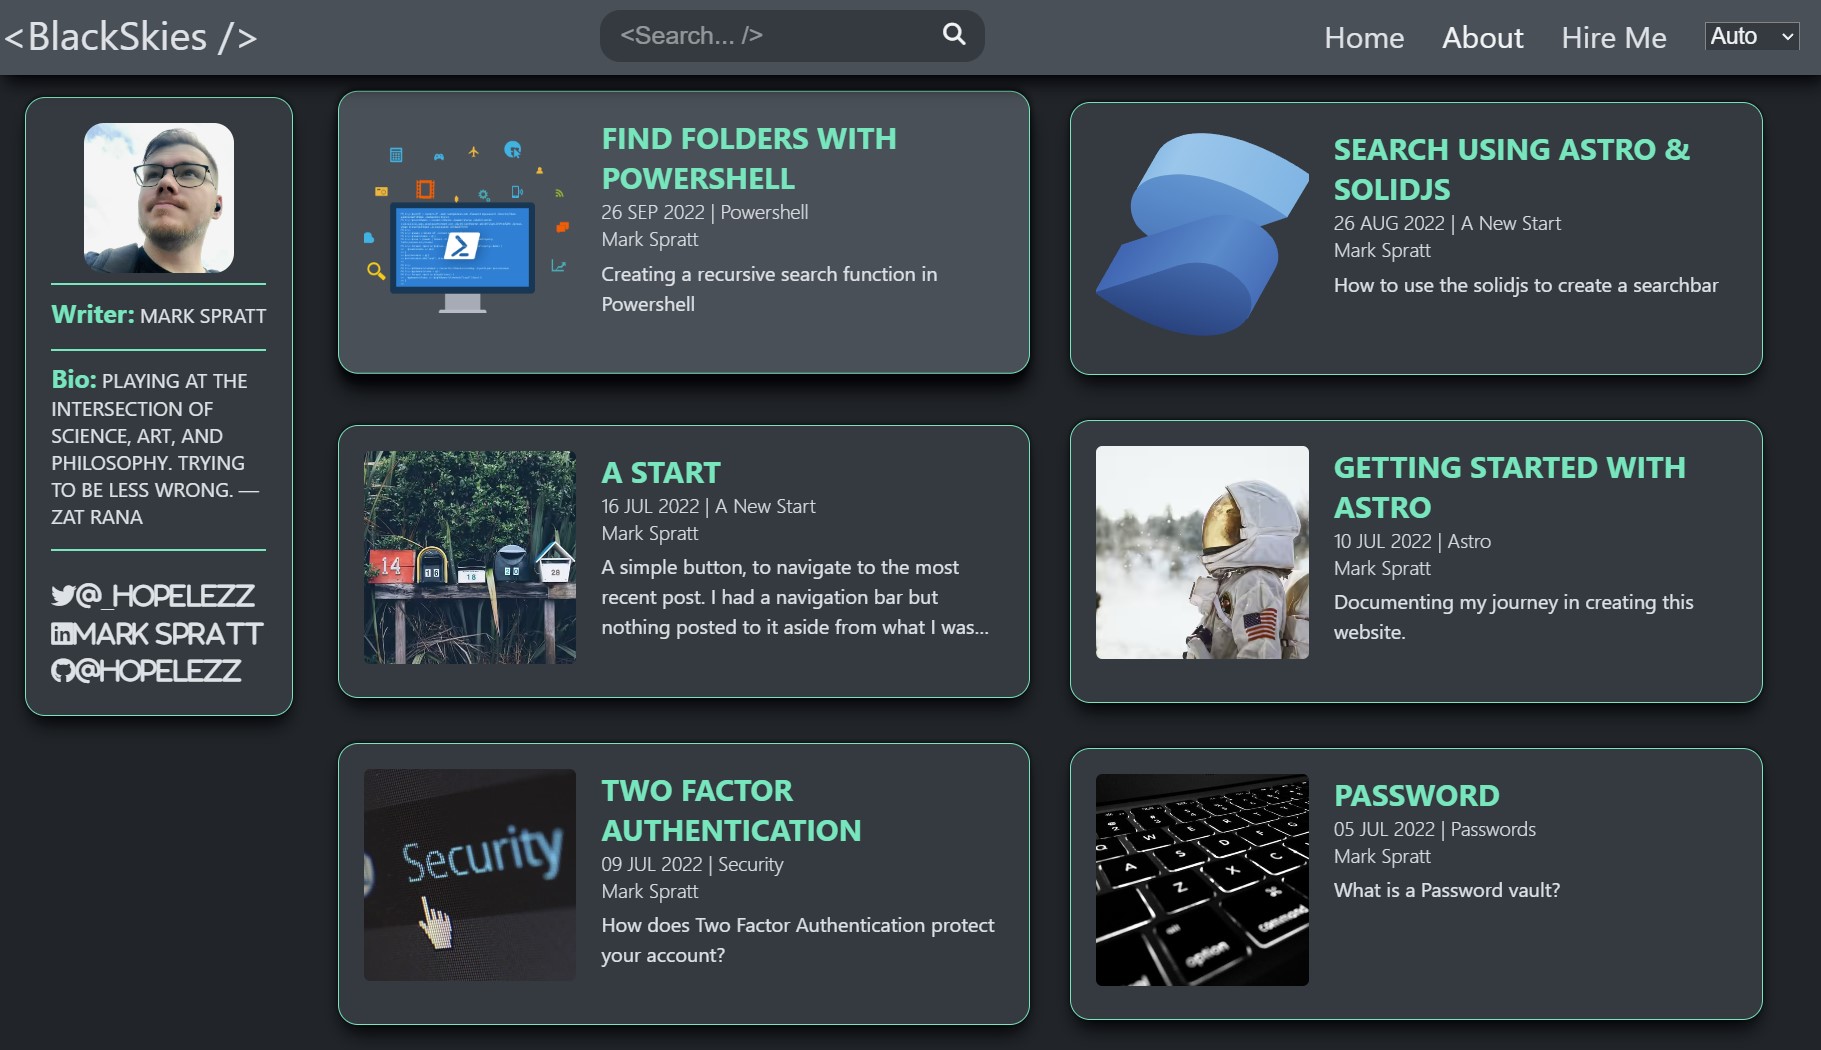 <BlackSkies />
<Search... />
Home
About
Hire Me
Auto
Writer: MARK SPRATT
Bio: PLAYING AT THE
INTERSECTION OF
SCIENCE, ART, AND
PHILOSOPHY. TRYING
TO BE LESS WRONG. —
ZAT RANA
@_HOPELEZZ
MARK SPRATT
@HOPELEZZ
FIND FOLDERS WITH
POWERSHELL
26 SEP 2022 | Powershell
Mark Spratt
Creating a recursive search function in
Powershell
SEARCH USING ASTRO &
SOLIDJS
26 AUG 2022 | A New Start
Mark Spratt
How to use the solidjs to create a searchbar
14
16
18
20
28
A START
16 JUL 2022 | A New Start
Mark Spratt
A simple button, to navigate to the most
recent post. I had a navigation bar but
nothing posted to it aside from what I was...
GETTING STARTED WITH
ASTRO
10 JUL 2022 | Astro
Mark Spratt
Documenting my journey in creating this
website.
Security
TWO FACTOR
AUTHENTICATION
09 JUL 2022 | Security
Mark Spratt
How does Two Factor Authentication protect
your account?
A S D
Z X C
option
command
PASSWORD
05 JUL 2022 | Passwords
Mark Spratt
What is a Password vault?